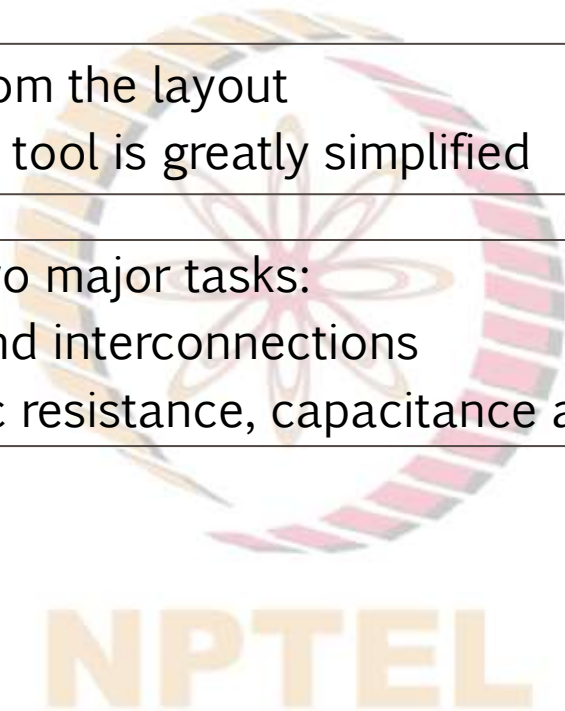 om the layout
tool is greatly simplified
o major tasks:
nd interconnections
c resistance, capacitance a
NPTEL